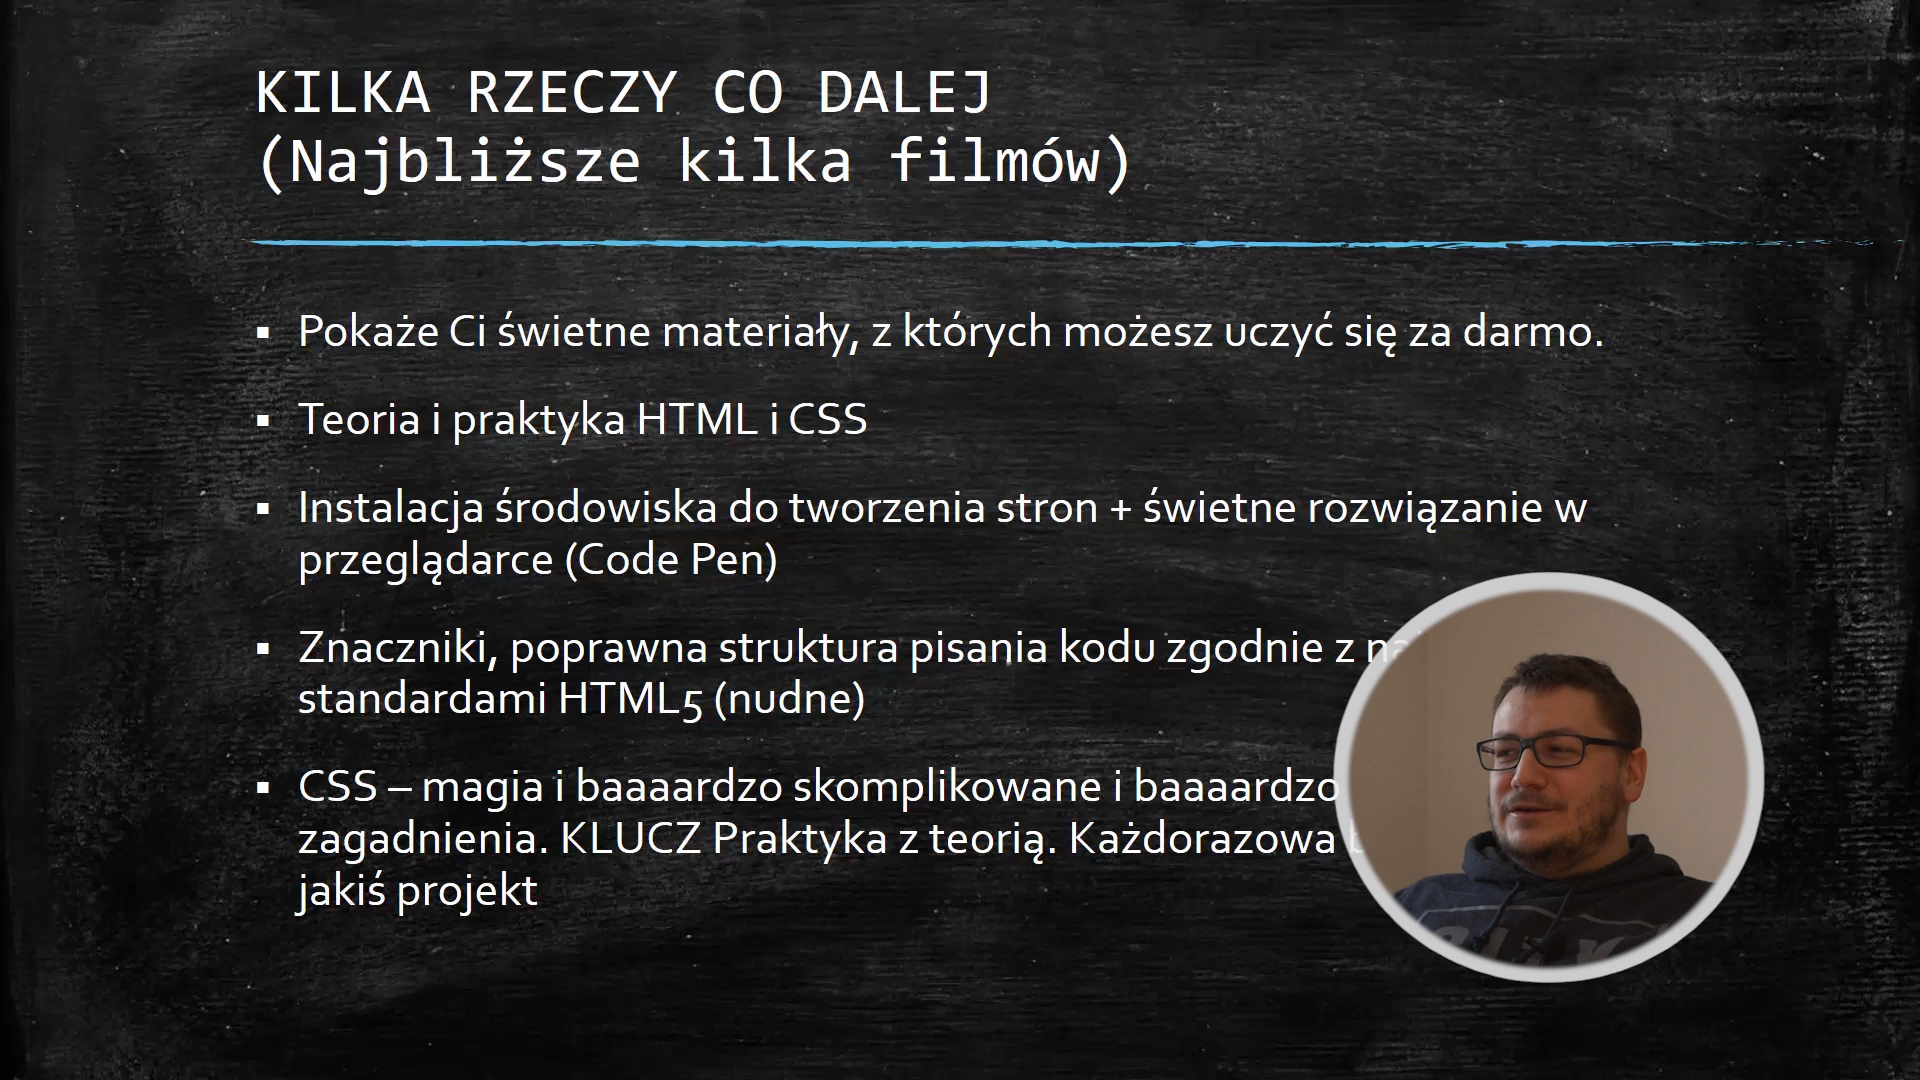 KILKA RZECZY CO DALEJ
(Najbliższe kilka filmów)
▪ Pokaże Ci świetne materiały, z których możesz uczyć się za darmo.
▪ Teoria i praktyka HTML i CSS
▪ Instalacja środowiska do tworzenia stron + świetne rozwiązanie w
przeglądarce (Code Pen)
▪ Znaczniki, poprawna struktura pisania kodu zgodnie z
standardami HTML5 (nudne)
▪ CSS – magia i baaaardzo skomplikowane i baaaardzo
zagadnienia. KLUCZ Praktyka z teorią. Każdorazowa
jakiś projekt